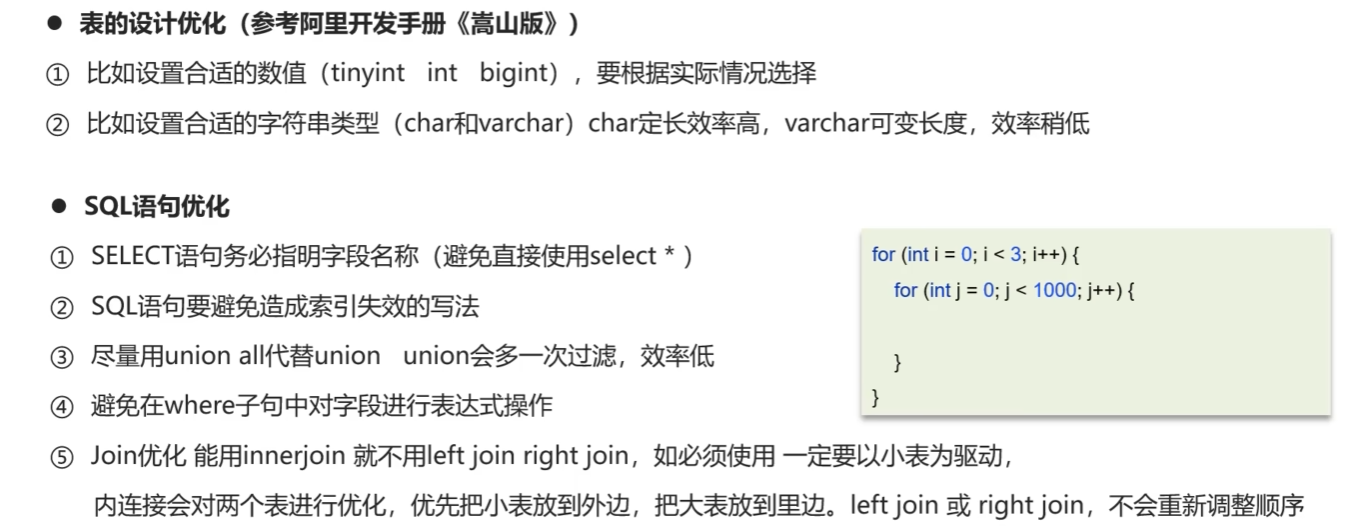 ● 表的设计优化（参考阿里开发手册《嵩山版》）
① 比如设置合适的数值（tinyint int bigint），要根据实际情况选择
② 比如设置合适的字符串类型（char和varchar）char定长效率高，varchar可变长度，效率稍低
● SQL语句优化
① SELECT语句务必指明字段名称（避免直接使用select * ）
② SQL语句要避免造成索引失效的写法
③ 尽量用union all代替union union会多一次过滤，效率低
④ 避免在where子句中对字段进行表达式操作
⑤ Join优化 能用innerjoin 就不用left join right join，如必须使用 一定要以小表为驱动，
内连接会对两个表进行优化，优先把小表放到外边，把大表放到里边。left join 或 right join，不会重新调整顺序
for (int i = 0; i < 3; i++) {
for (int j = 0; j < 1000; j++) {
}
}